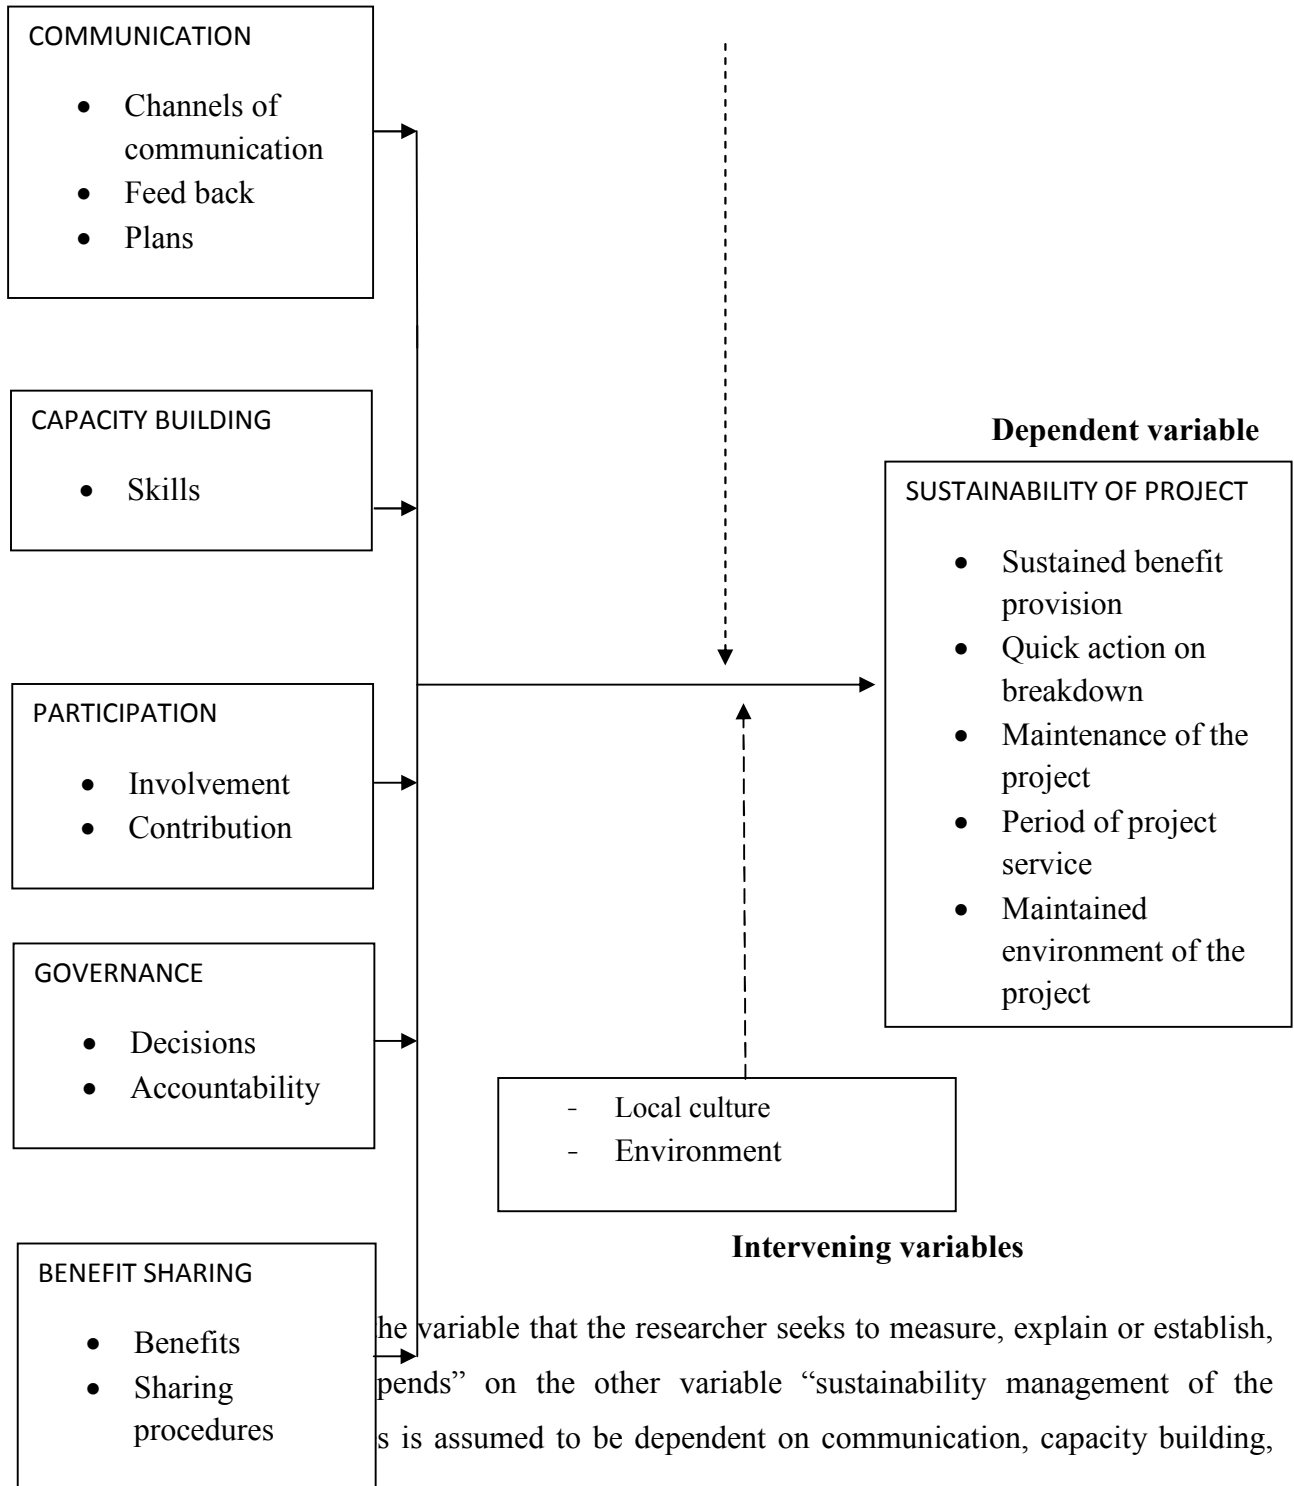 COMMUNICATION
• Channels of
communication
• Feed back
• Plans
CAPACITY BUILDING
• Skills
PARTICIPATION
• Involvement
• Contribution
GOVERNANCE
• Decisions
• Accountability
BENEFIT SHARING
• Benefits
• Sharing
procedures
Dependent variable
SUSTAINABILITY OF PROJECT
• Sustained benefit
provision
• Quick action on
breakdown
• Maintenance of the
project
• Period of project
service
• Maintained
environment of the
project
- Local culture
- Environment
Intervening variables
he variable that the researcher seeks to measure, explain or establish,
pends” on the other variable “sustainability management of the
s is assumed to be dependent on communication, capacity building,